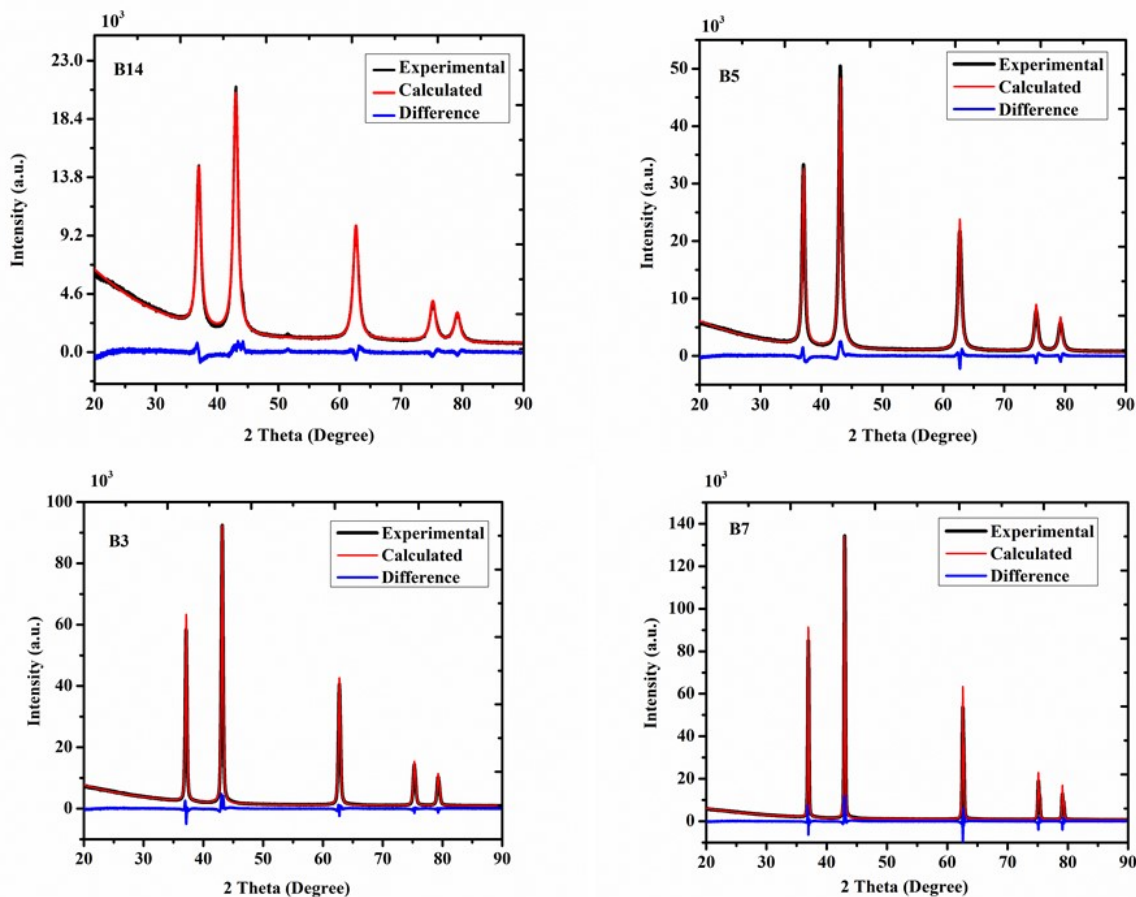 10³
B14
Experimental
Calculated
Difference
23.0
18.4
13.8
9.2
4.6
0.0
Intensity (a.u.)
20 30 40 50 60 70 80 90
2 Theta (Degree)
10³
B5
Experimental
Calculated
Difference
50
40
30
20
10
0
Intensity (a.u.)
20 30 40 50 60 70 80 90
2 Theta (Degree)
10³
B3
Experimental
Calculated
Difference
100
80
60
40
20
0
Intensity (a.u.)
20 30 40 50 60 70 80 90
2 Theta (Degree)
10³
B7
Experimental
Calculated
Difference
140
120
100
80
60
40
20
0
Intensity (a.u.)
20 30 40 50 60 70 80 90
2 Theta (Degree)